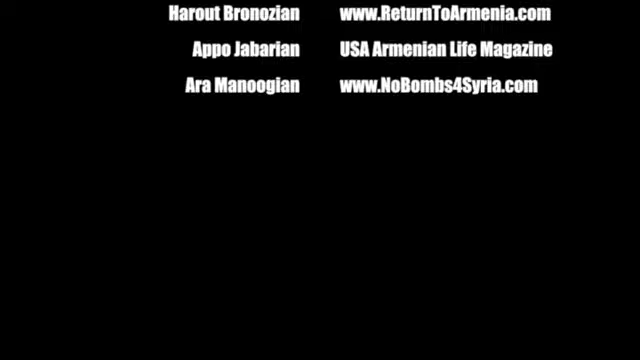 Harout Bronozian www.ReturnToArmenia.com
Appo Jabarian USA Armenian Life Magazine
Ara Manoogian www.NoBombs4Syria.com